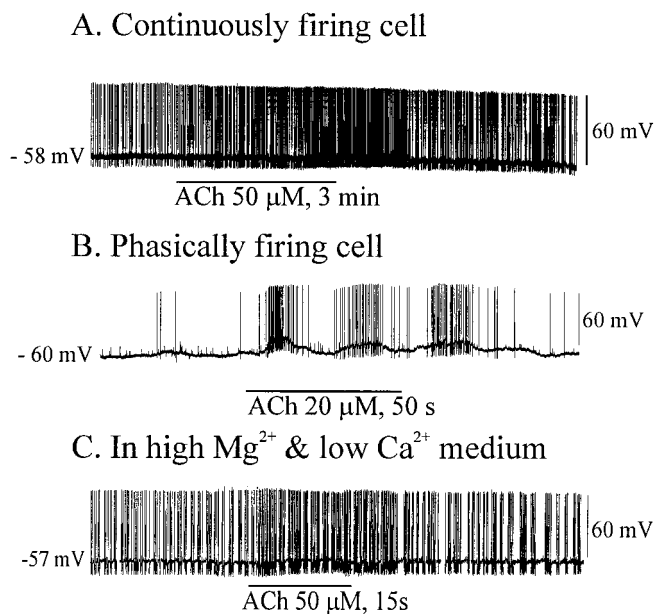 A. Continuously firing cell
- 58 mV
60 mV
ACh 50 µM, 3 min
B. Phasically firing cell
- 60 mV
60 mV
ACh 20 µM, 50 s
C. In high Mg²⁺ & low Ca²⁺ medium
-57 mV
60 mV
ACh 50 µM, 15s